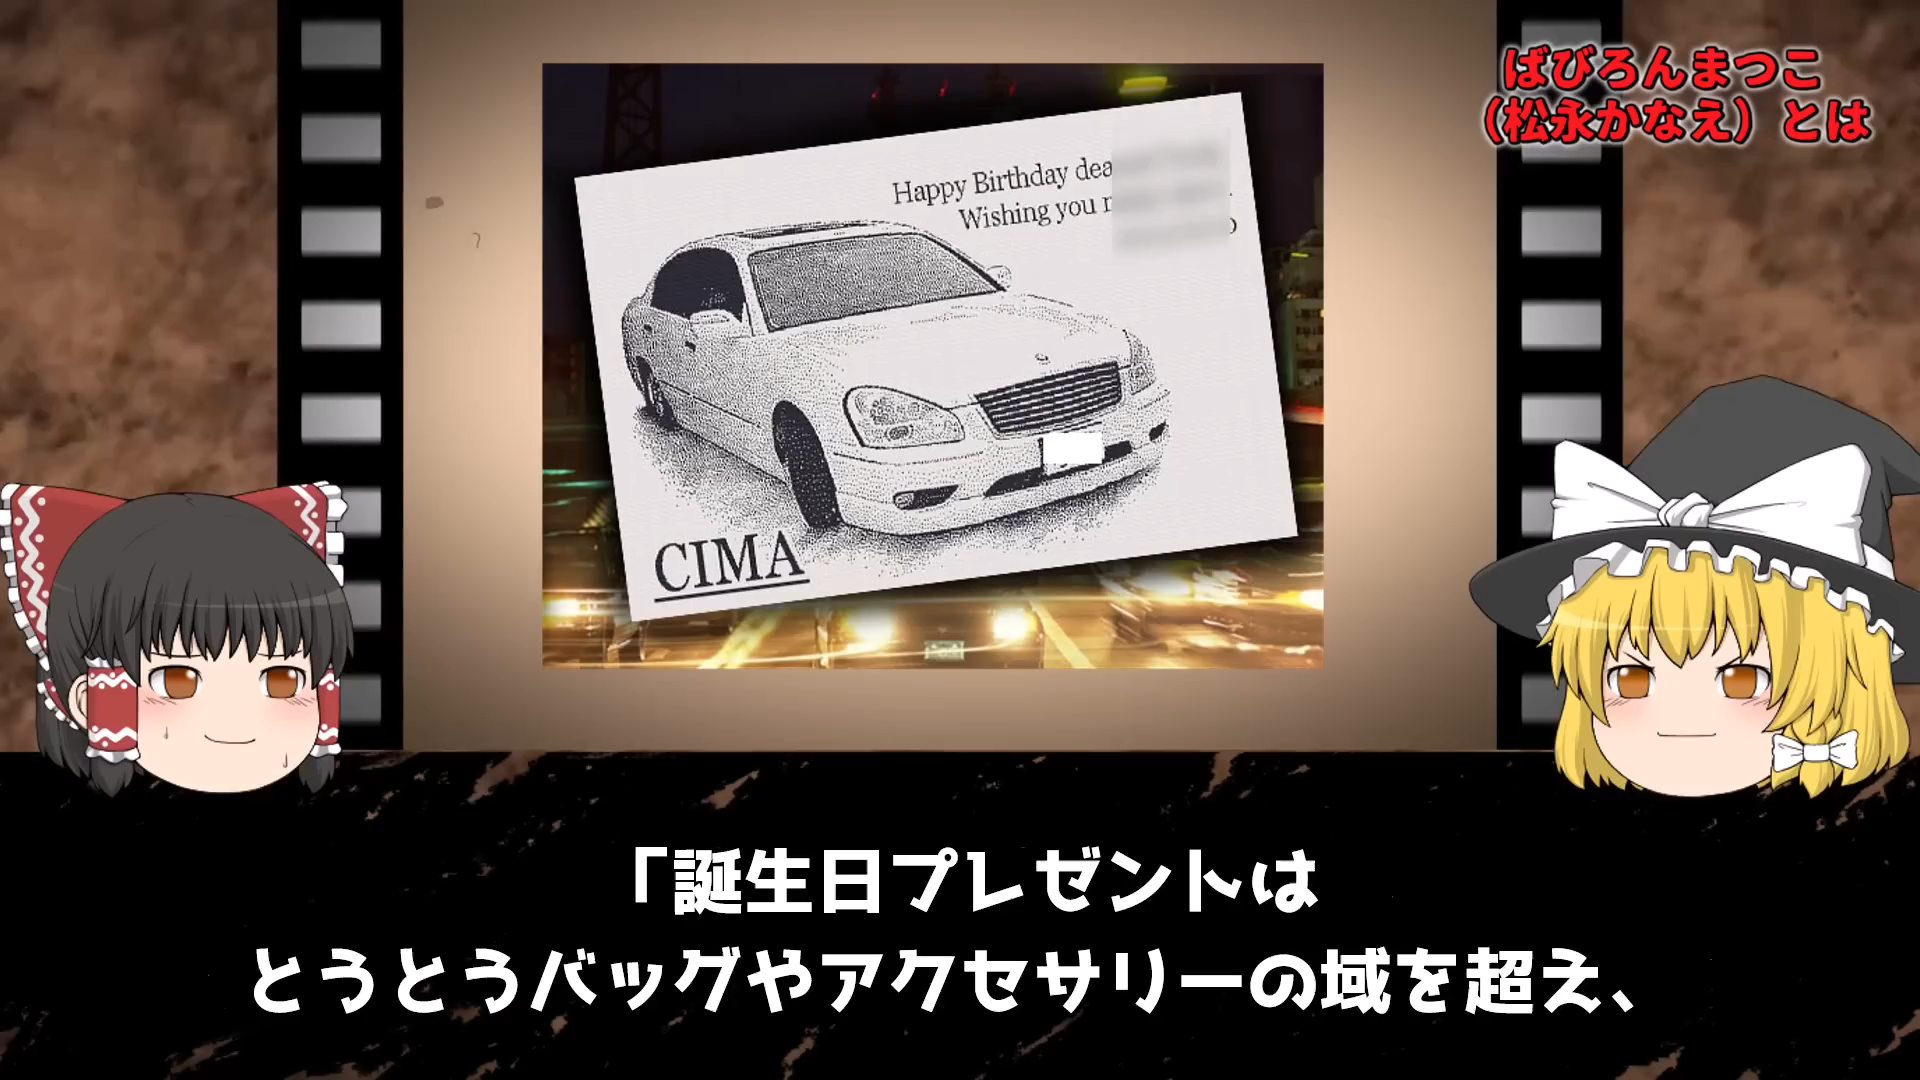 ばびろんまつこ
（松永かなえ）とは
Happy Birthday dea
Wishing you
CIMA
「誕生日プレゼントは
とうとうバッグやアクセサリーの域を超え、